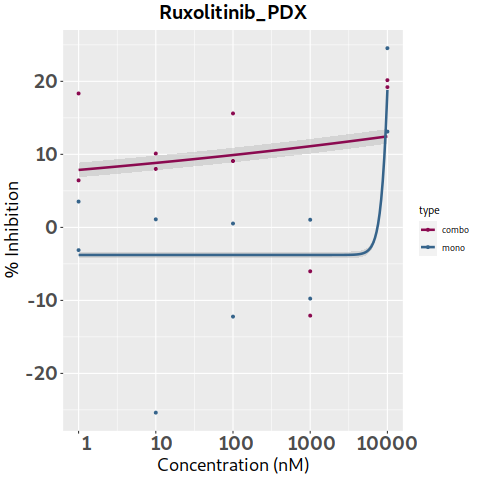 Ruxolitinib_PDX
% Inhibition
20
10
0
-10
-20
1 10 100 1000 10000
Concentration (nM)
type
combo
mono